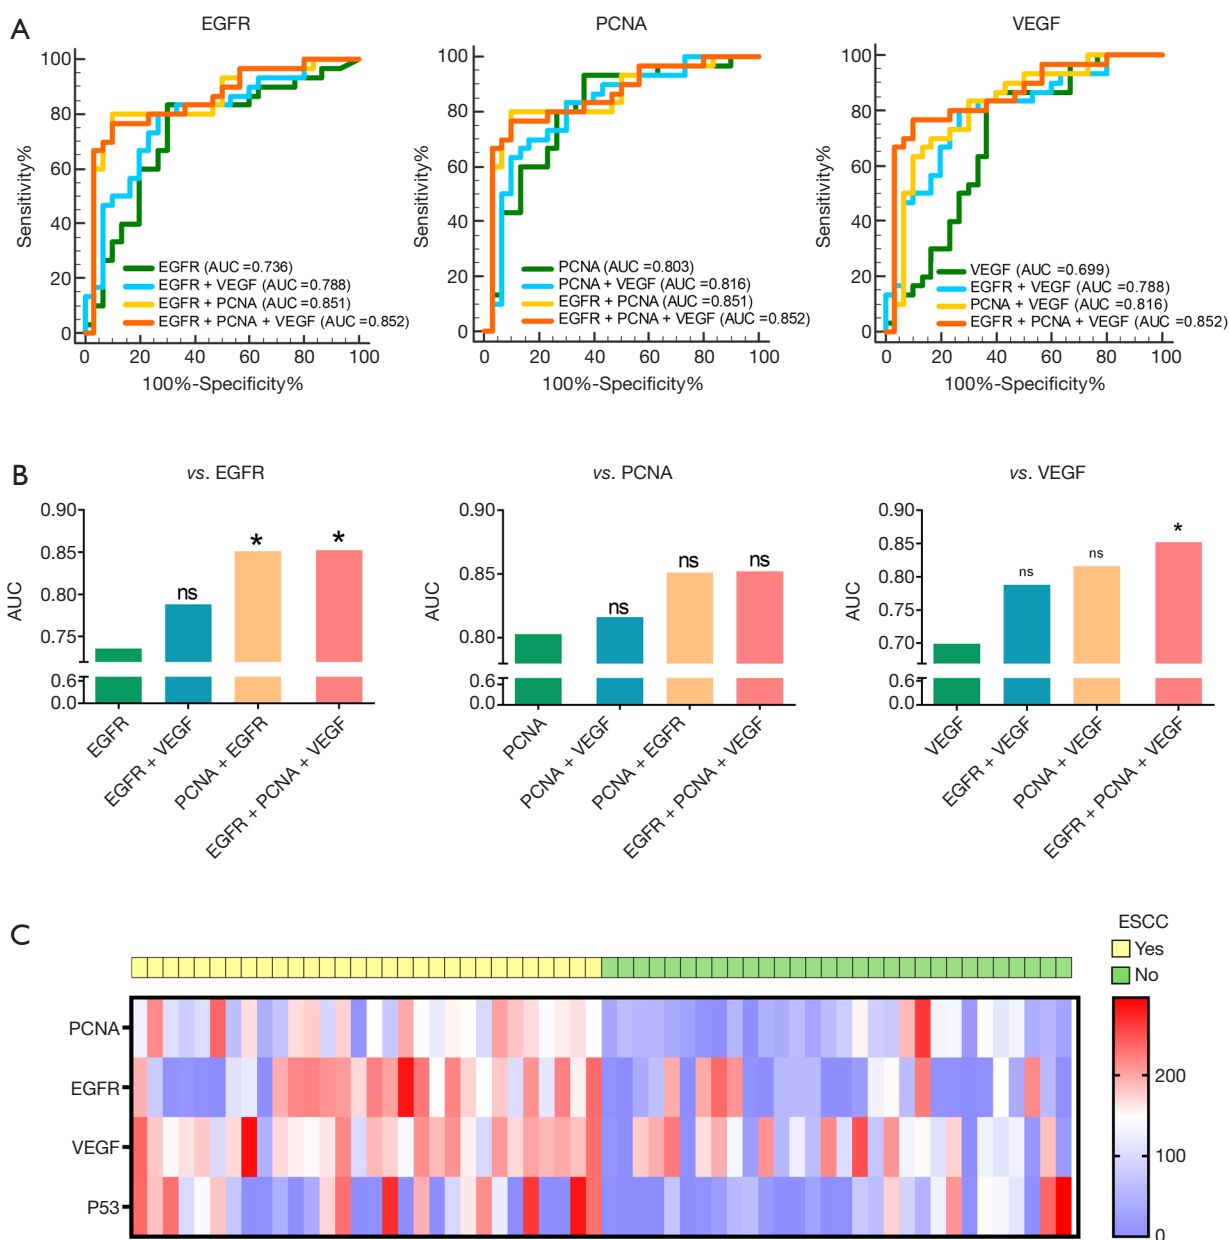 A
EGFR
PCNA
VEGF
Sensitivity%
100
80
60
40
20
0
EGFR (AUC =0.736)
EGFR + VEGF (AUC =0.788)
EGFR + PCNA (AUC =0.851)
EGFR + PCNA + VEGF (AUC =0.852)
0 20 40 60 80 100
100%-Specificity%
Sensitivity%
100
80
60
40
20
0
PCNA (AUC =0.803)
PCNA + VEGF (AUC =0.816)
EGFR + PCNA (AUC =0.851)
EGFR + PCNA + VEGF (AUC =0.852)
0 20 40 60 80 100
100%-Specificity%
Sensitivity%
100
80
60
40
20
0
VEGF (AUC =0.699)
EGFR + VEGF (AUC =0.788)
PCNA + VEGF (AUC =0.816)
EGFR + PCNA + VEGF (AUC =0.852)
0 20 40 60 80 100
100%-Specificity%
B
vs. EGFR
AUC
0.90
0.85
0.80
0.75
0.6
0.0
ns
*
*
EGFR
EGFR + VEGF
PCNA + EGFR
EGFR + PCNA + VEGF
vs. PCNA
AUC
0.90
0.85
0.80
0.6
0.0
ns
ns
ns
PCNA
PCNA + VEGF
PCNA + EGFR
EGFR + PCNA + VEGF
vs. VEGF
AUC
0.90
0.85
0.80
0.75
0.70
0.6
0.0
ns
ns
*
VEGF
EGFR + VEGF
PCNA + VEGF
EGFR + PCNA + VEGF
C
ESCC
Yes
No
PCNA
EGFR
VEGF
P53
200
100
0